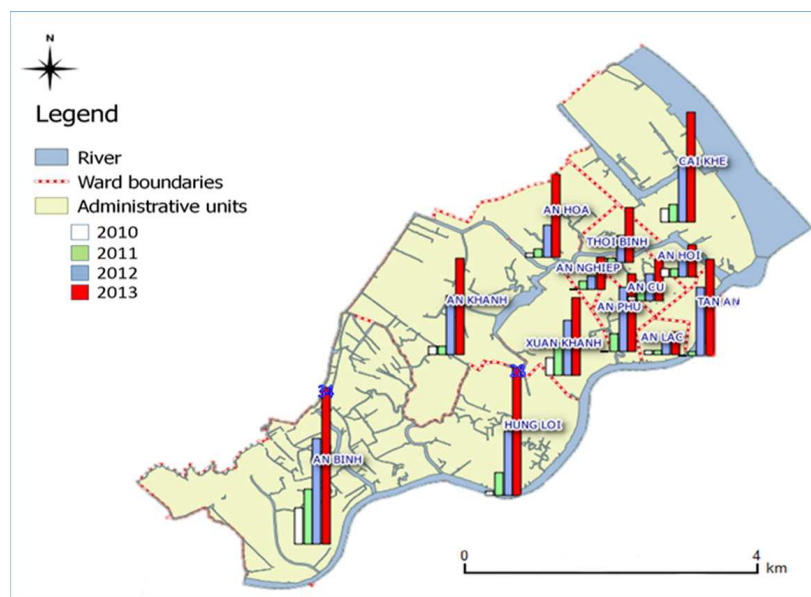 N
Legend
River
Ward boundaries
Administrative units
2010
2011
2012
2013
CAI KHE
AN HOA
THOI BINH
AN HOI
AN NGHIEP
AN CU
TAN AN
AN KHANH
AN PHU
XUAN KHANH
AN LAC
34
HUNG LOI
AN BINH
0
4
km